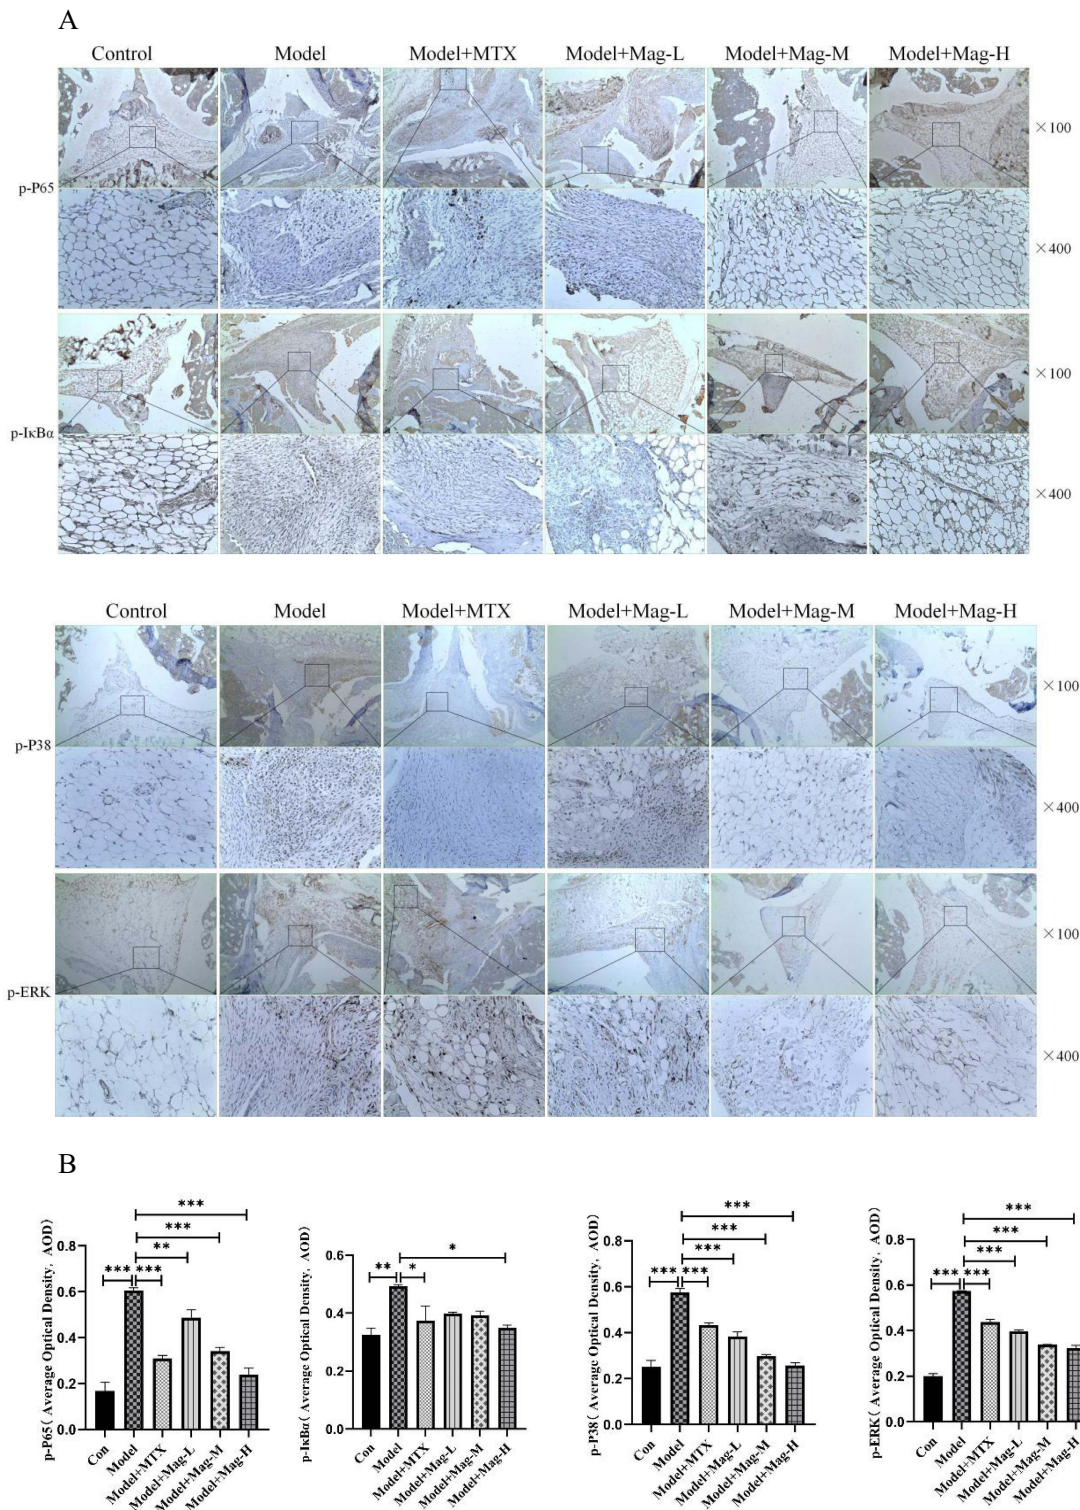 A
Control Model Model+MTX Model+Mag-L Model+Mag-M Model+Mag-H
×100
p-P65
×400
×100
p-IκBα
×400
Control Model Model+MTX Model+Mag-L Model+Mag-M Model+Mag-H
×100
p-P38
×400
×100
p-ERK
×400
B
p-P65( Average Optical Density, AOD)
0.8
0.6
0.4
0.2
0.0
***
***
**
*** ***
Con Model Model+MTX Model+Mag-L Model+Mag-M Model+Mag-H
p-IκBα( Average Optical Density, AOD)
0.6
0.4
0.2
0.0
*
** *
Con Model Model+MTX Model+Mag-L Model+Mag-M Model+Mag-H
p-P38( Average Optical Density, AOD)
0.8
0.6
0.4
0.2
0.0
***
***
***
*** ***
Con Model Model+MTX Model+Mag-L Model+Mag-M Model+Mag-H
p-ERK( Average Optical Density, AOD)
0.8
0.6
0.4
0.2
0.0
***
***
***
*** ***
Con Model Model+MTX Model+Mag-L Model+Mag-M Model+Mag-H